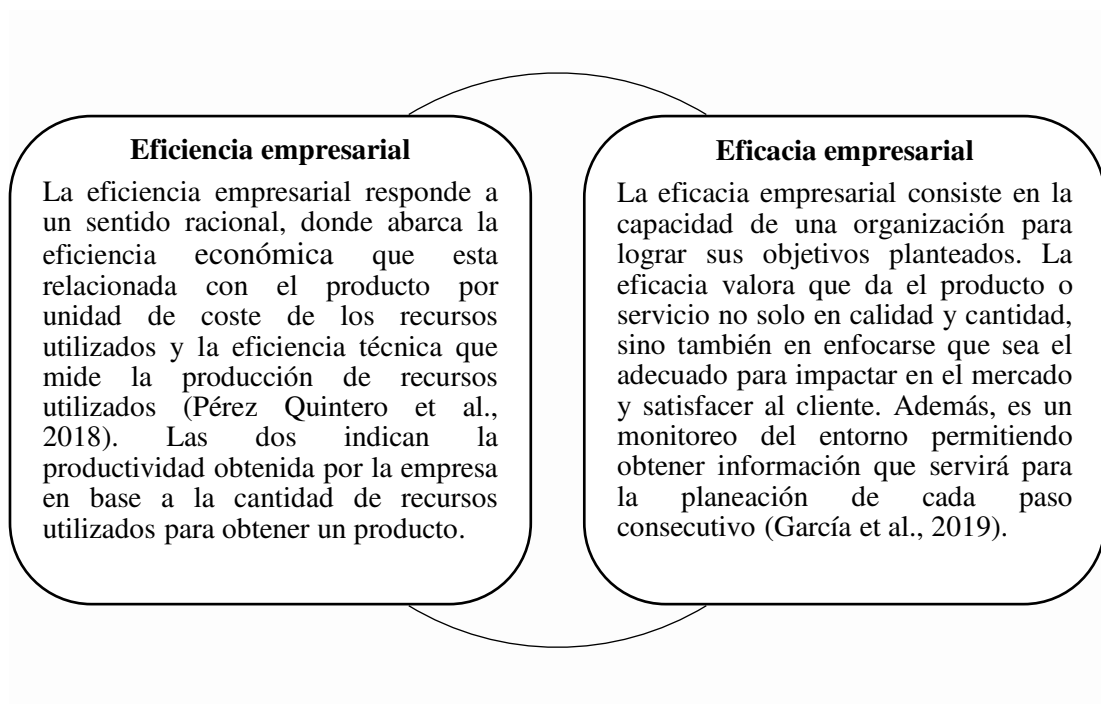 Eficiencia empresarial
La eficiencia empresarial responde a
un sentido racional, donde abarca la
eficiencia económica que esta
relacionada con el producto por
unidad de coste de los recursos
utilizados y la eficiencia técnica que
mide la producción de recursos
utilizados (Pérez Quintero et al.,
2018). Las dos indican la
productividad obtenida por la empresa
en base a la cantidad de recursos
utilizados para obtener un producto.
Eficacia empresarial
La eficacia empresarial consiste en la
capacidad de una organización para
lograr sus objetivos planteados. La
eficacia valora que da el producto o
servicio no solo en calidad y cantidad,
sino también en enfocarse que sea el
adecuado para impactar en el mercado
y satisfacer al cliente. Además, es un
monitoreo del entorno permitiendo
obtener información que servirá para
la planeación de cada paso
consecutivo (García et al., 2019).